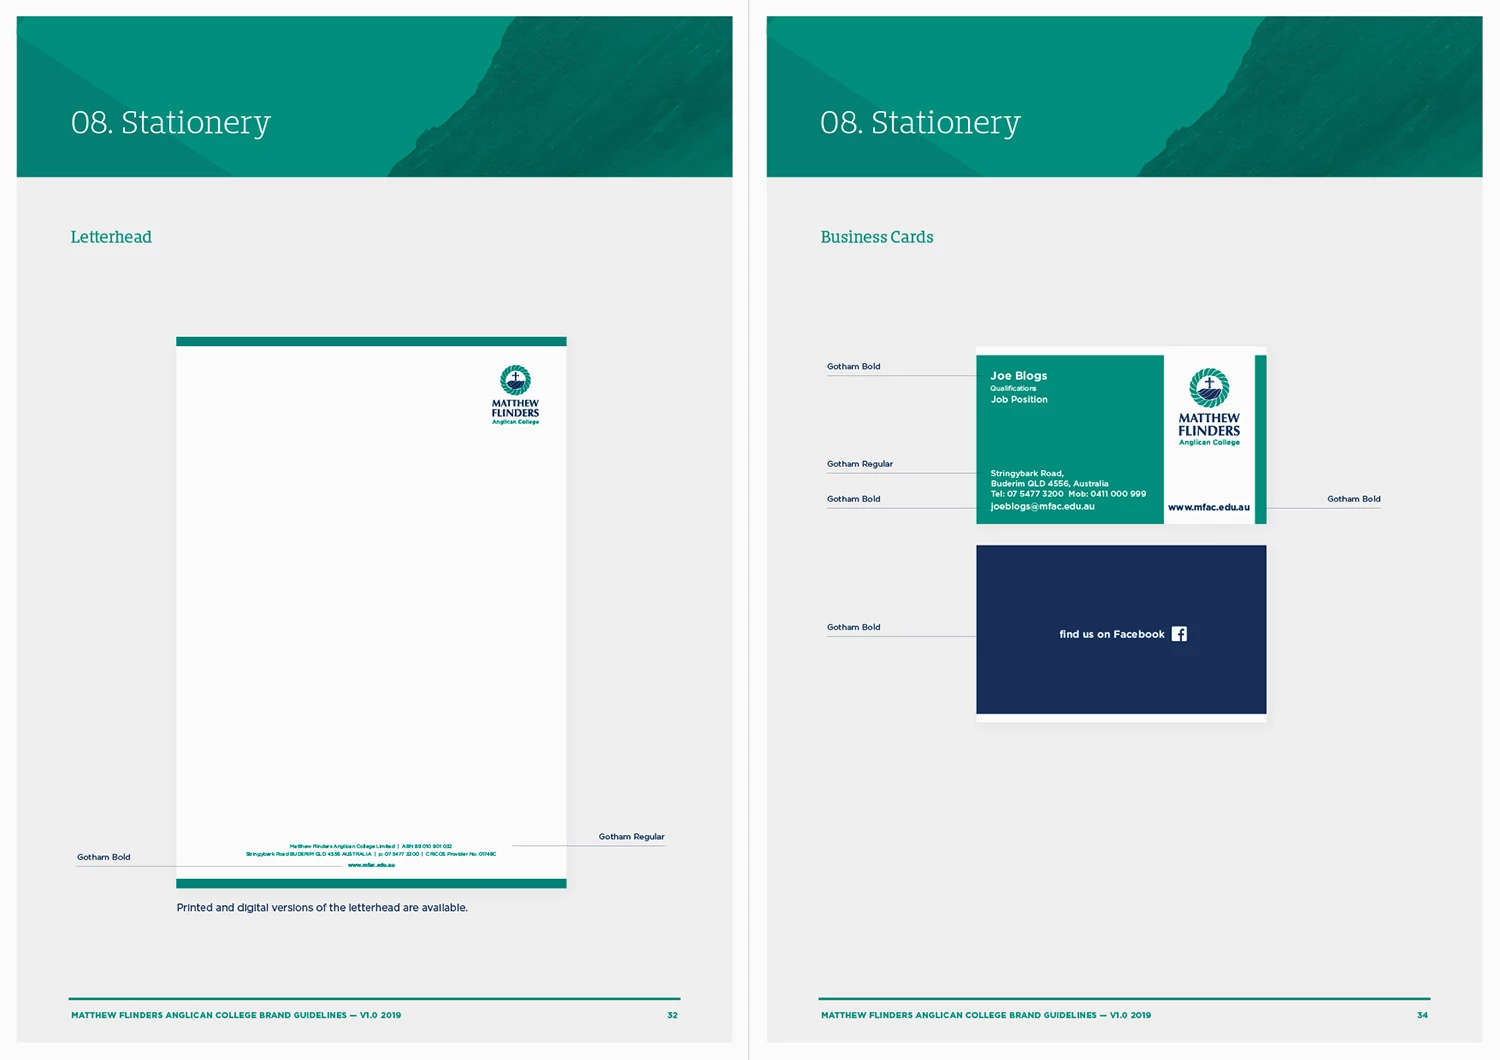 08. Stationery
Letterhead
MATTHEW
FLINDERS
Anglican College
Gotham Regular
Gotham Bold
Matthew Flinders Anglican College Limited | ABN 89 010 901 032
Stringybark Road BUDERIM QLD 4556 AUSTRALIA | p: 07 5477 3200 | CRICOS Provider No. 01748C
www.mfac.edu.au
Printed and digital versions of the letterhead are available.
MATTHEW FLINDERS ANGLICAN COLLEGE BRAND GUIDELINES — V1.0 2019
32
08. Stationery
Business Cards
Gotham Bold
Joe Blogs
Qualifications
Job Position
MATTHEW
FLINDERS
Anglican College
Gotham Regular
Stringybark Road,
Buderim QLD 4556, Australia
Tel: 07 5477 3200 Mob: 0411 000 999
Gotham Bold
joeblogs@mfac.edu.au
www.mfac.edu.au
Gotham Bold
Gotham Bold
find us on Facebook
MATTHEW FLINDERS ANGLICAN COLLEGE BRAND GUIDELINES — V1.0 2019
34